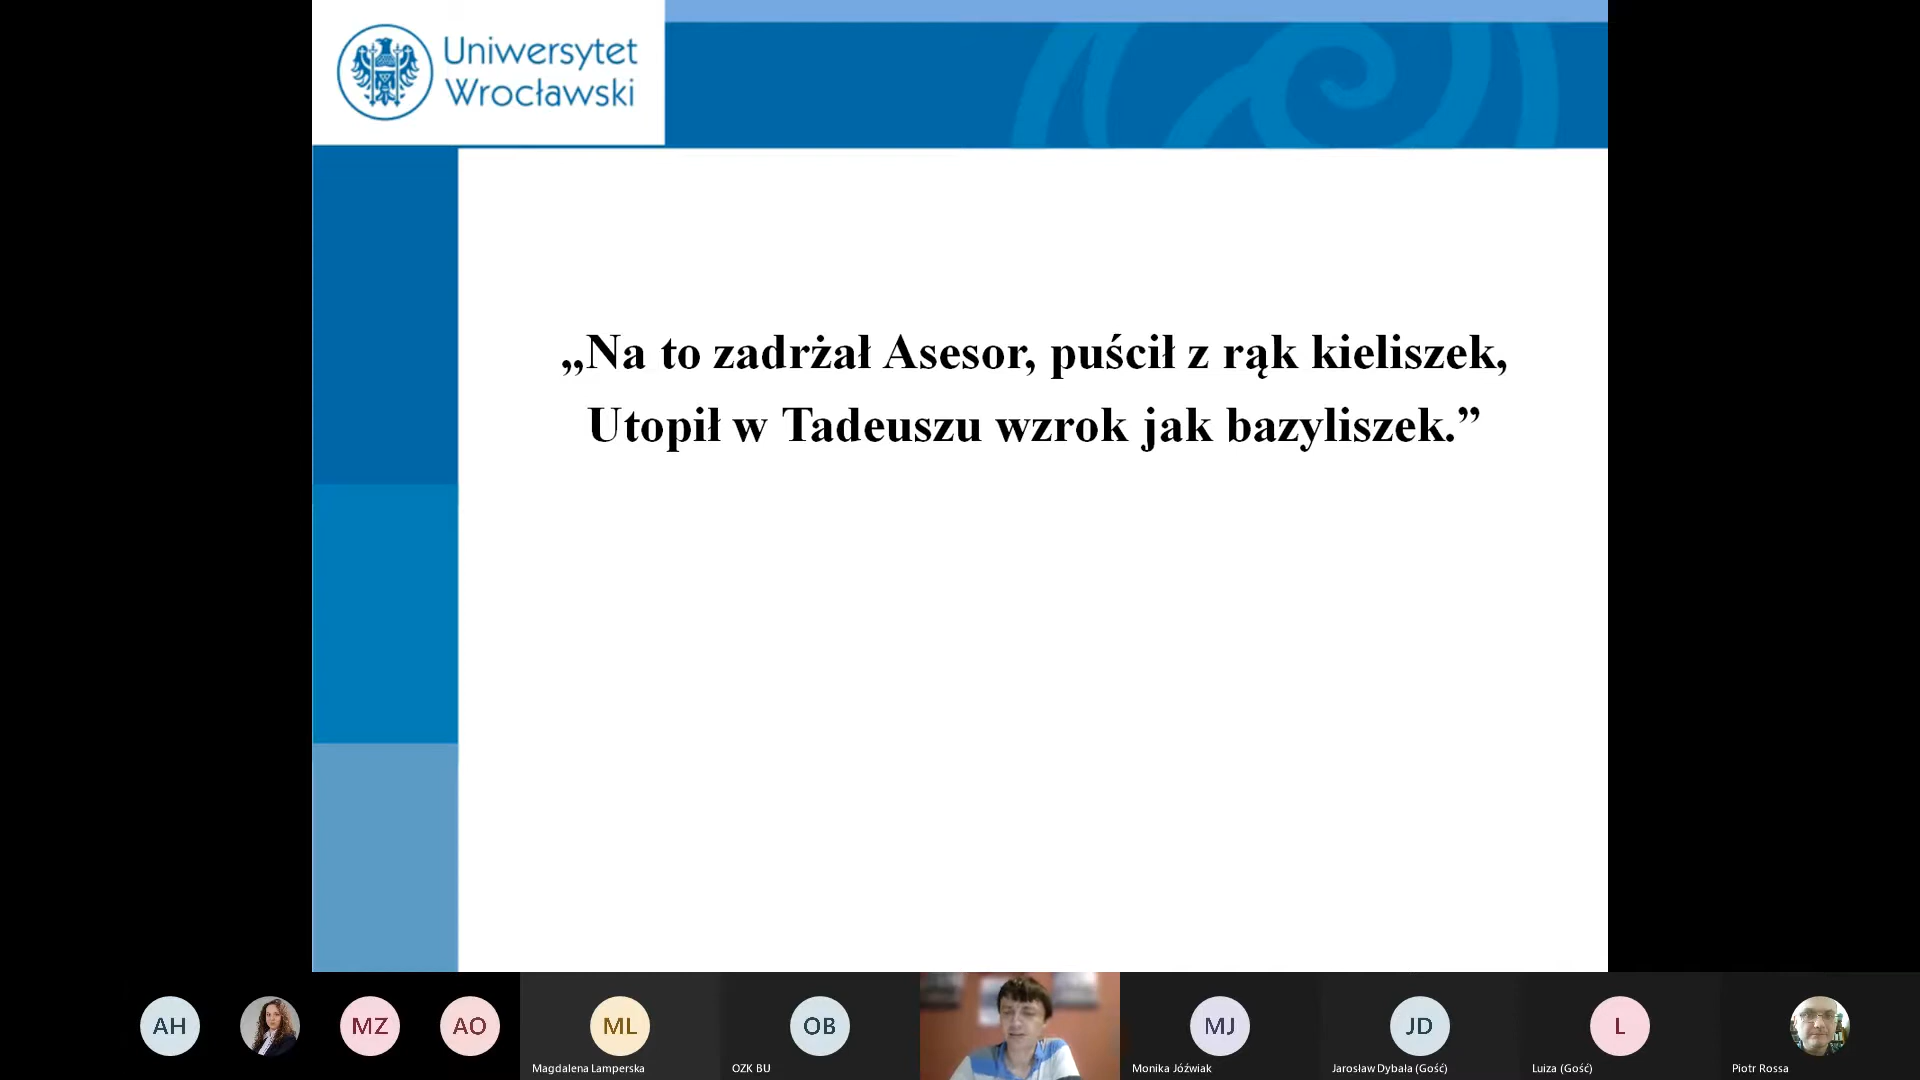 Uniwersytet
Wrocławski
„Na to zadrżał Asesor, puścił z rąk kieliszek,
Utopił w Tadeuszu wzrok jak bazyliszek.”
AH
MZ
AO
ML
OB
MJ
JD
L
Magdalena Lamperska
OZK BU
Monika Jóźwiak
Jarosław Dybała (Gość)
Luiza (Gość)
Piotr Rossa